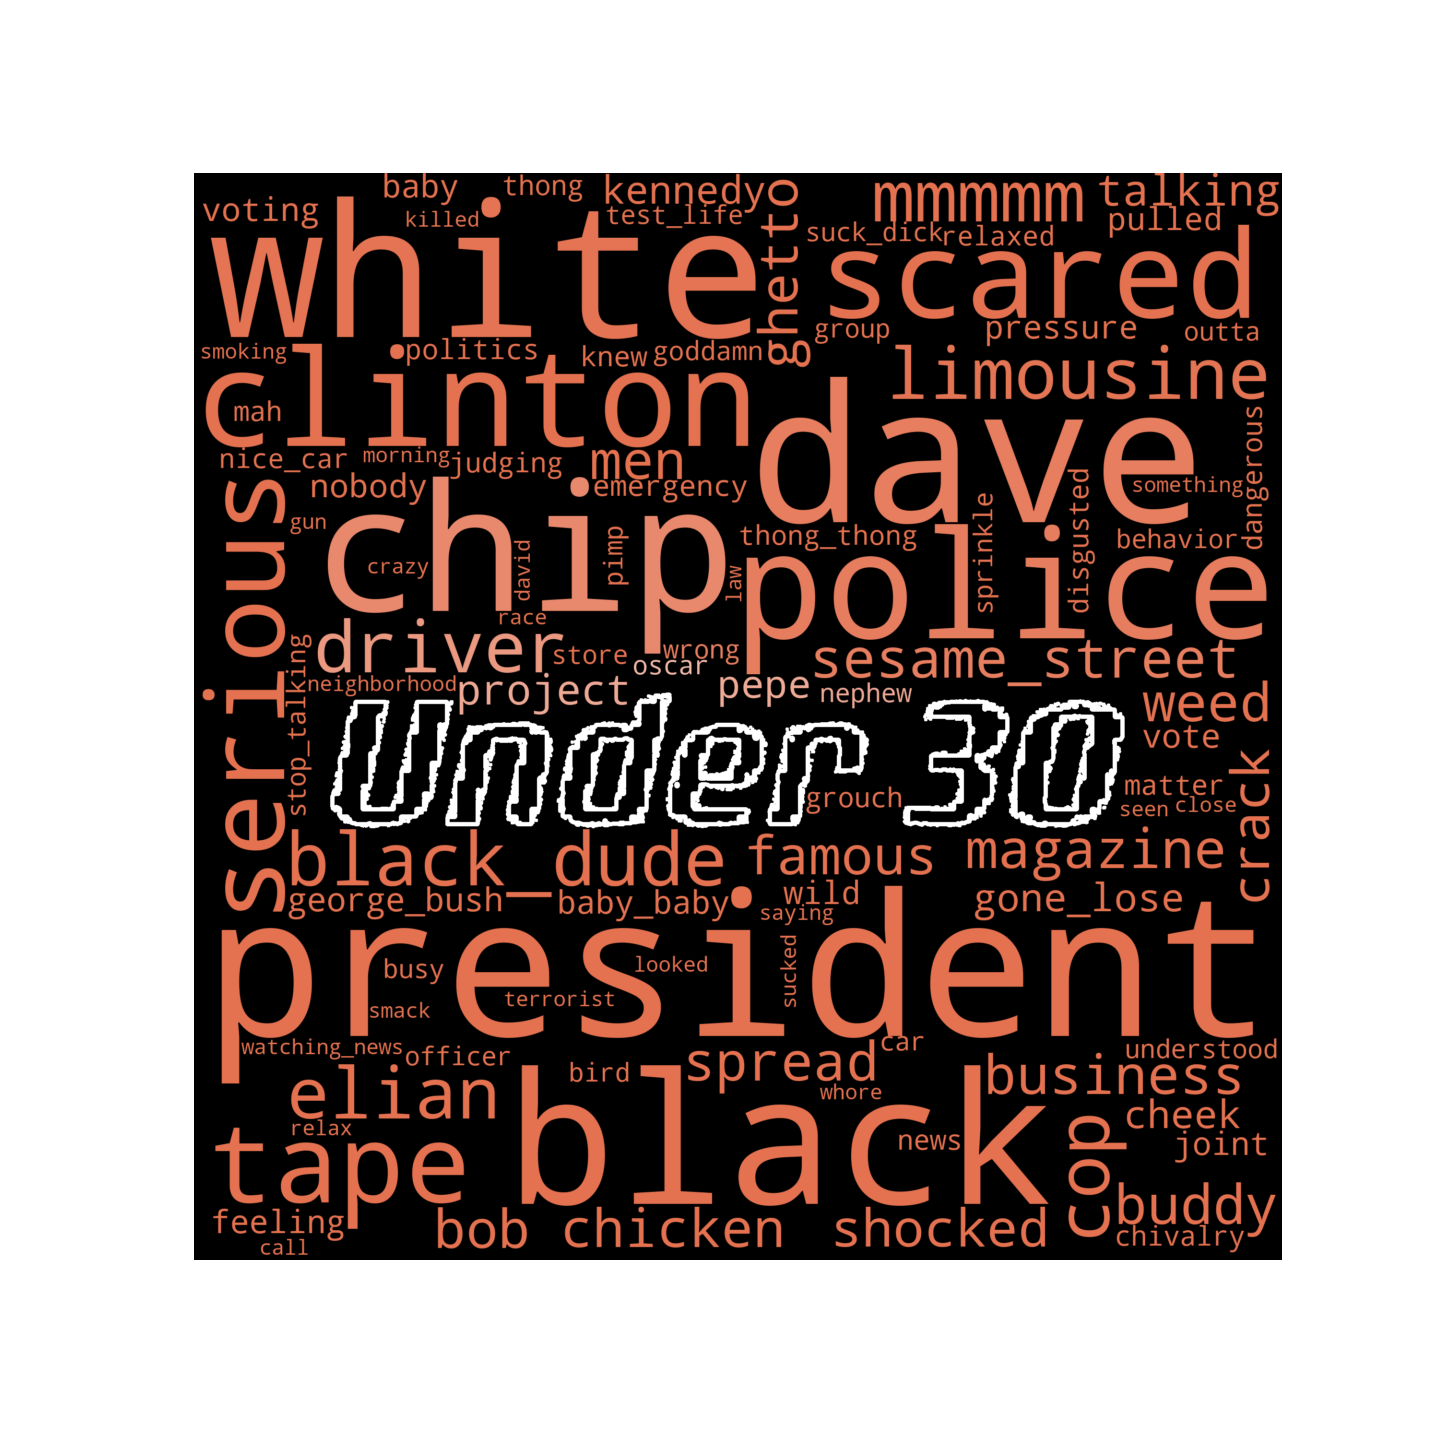 baby thong kennedy mmmmm talking
voting killed test_life ghetto suck_dick relaxed pulled
white scared
group pressure outta
smoking politics knew goddamn limousine
clinton mah dave dangerous
nice_car morning judging men
nobody emergency something
serious gun chip thong_thong sprinkle disgusted behavior
crazy david pimp law police
race
driver store wrong sesame_street
stop_talking neighborhood project oscar pepe nephew weed
Under 30
vote
grouch matter
seen close crack
black_dude famous magazine
george_bush baby_baby wild gone_lose
saying
president
busy looked sucked
smack terrorist
watching_news officer spread car understood
elian bird whore business
relax cheek
tape black news cop joint
feeling bob chicken shocked buddy
call chivalry